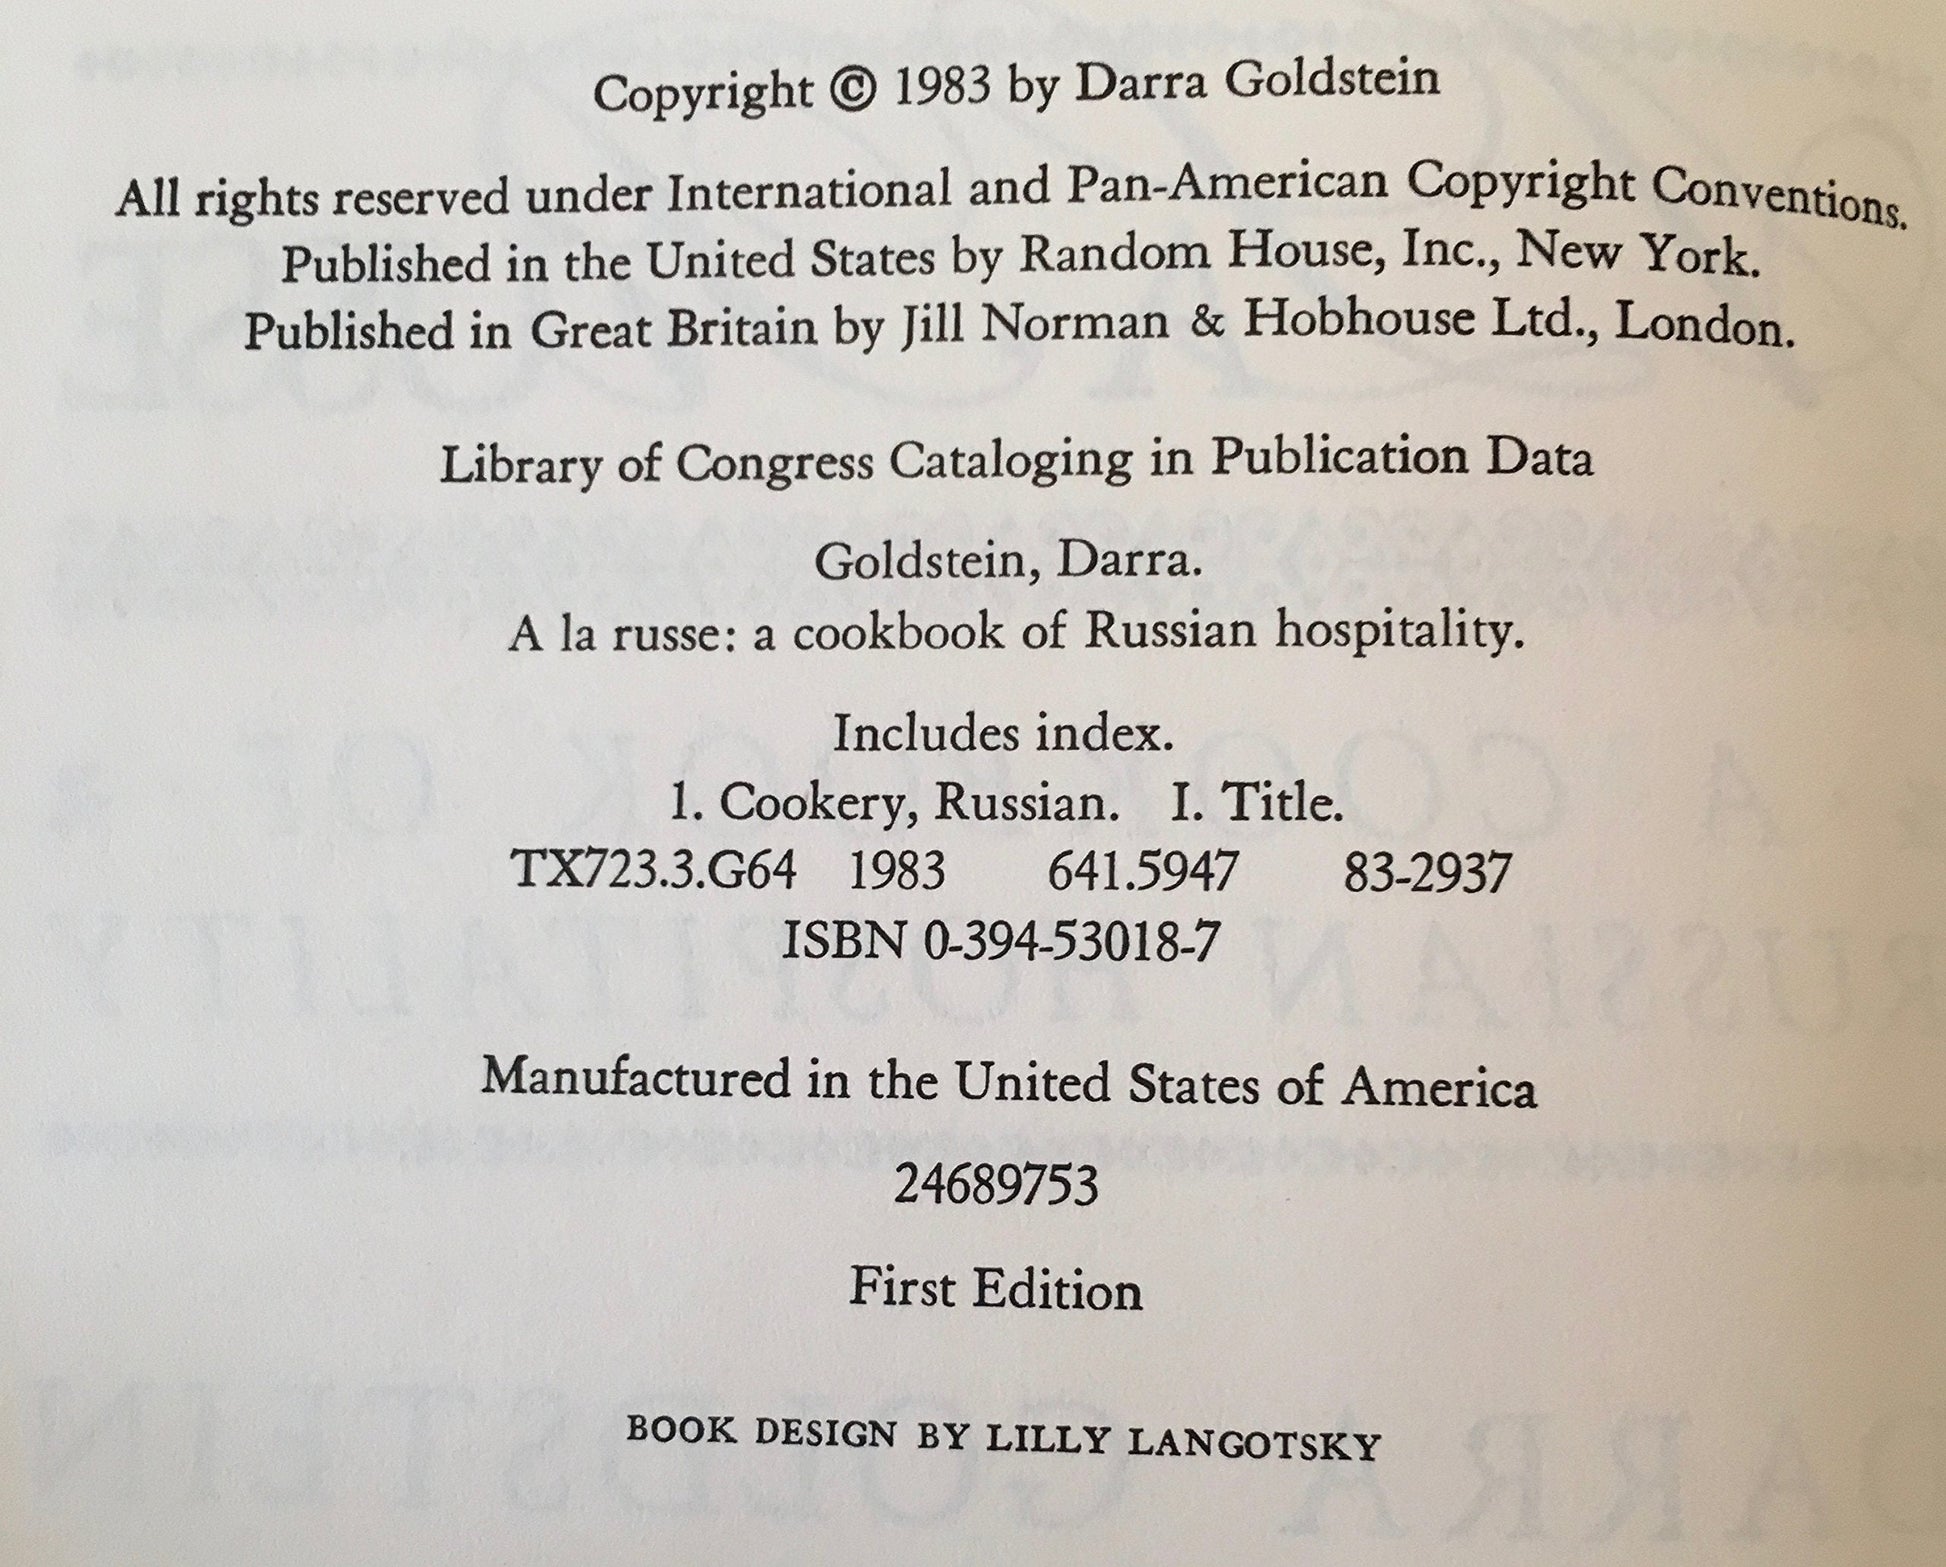 Copyright © 1983 by Darra Goldstein
All rights reserved under International and Pan-American Copyright Conventions.
Published in the United States by Random House, Inc., New York.
Published in Great Britain by Jill Norman & Hobhouse Ltd., London.
Library of Congress Cataloging in Publication Data
Goldstein, Darra.
A la russe: a cookbook of Russian hospitality.
Includes index.
1. Cookery, Russian. I. Title.
TX723.3.G64 1983 641.5947 83-2937
ISBN 0-394-53018-7
Manufactured in the United States of America
24689753
First Edition
BOOK DESIGN BY LILLY LANGOTSKY